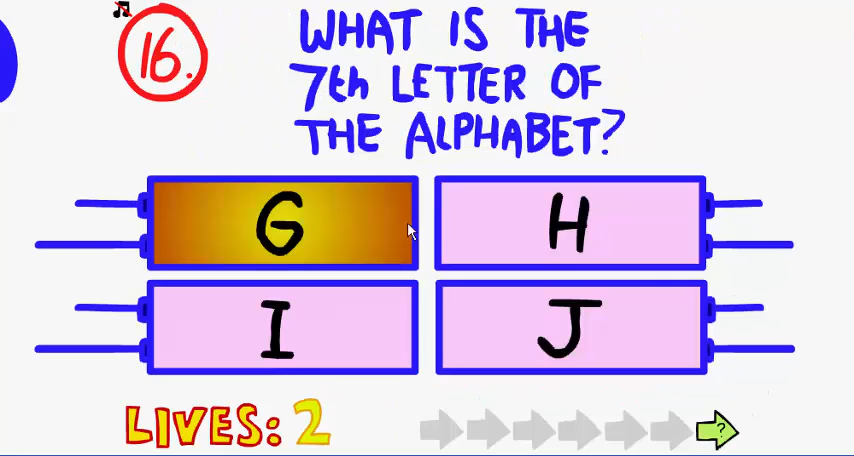 16.
WHAT IS THE
7th LETTER OF
THE ALPHABET?
G
H
I
J
LIVES: 2
?